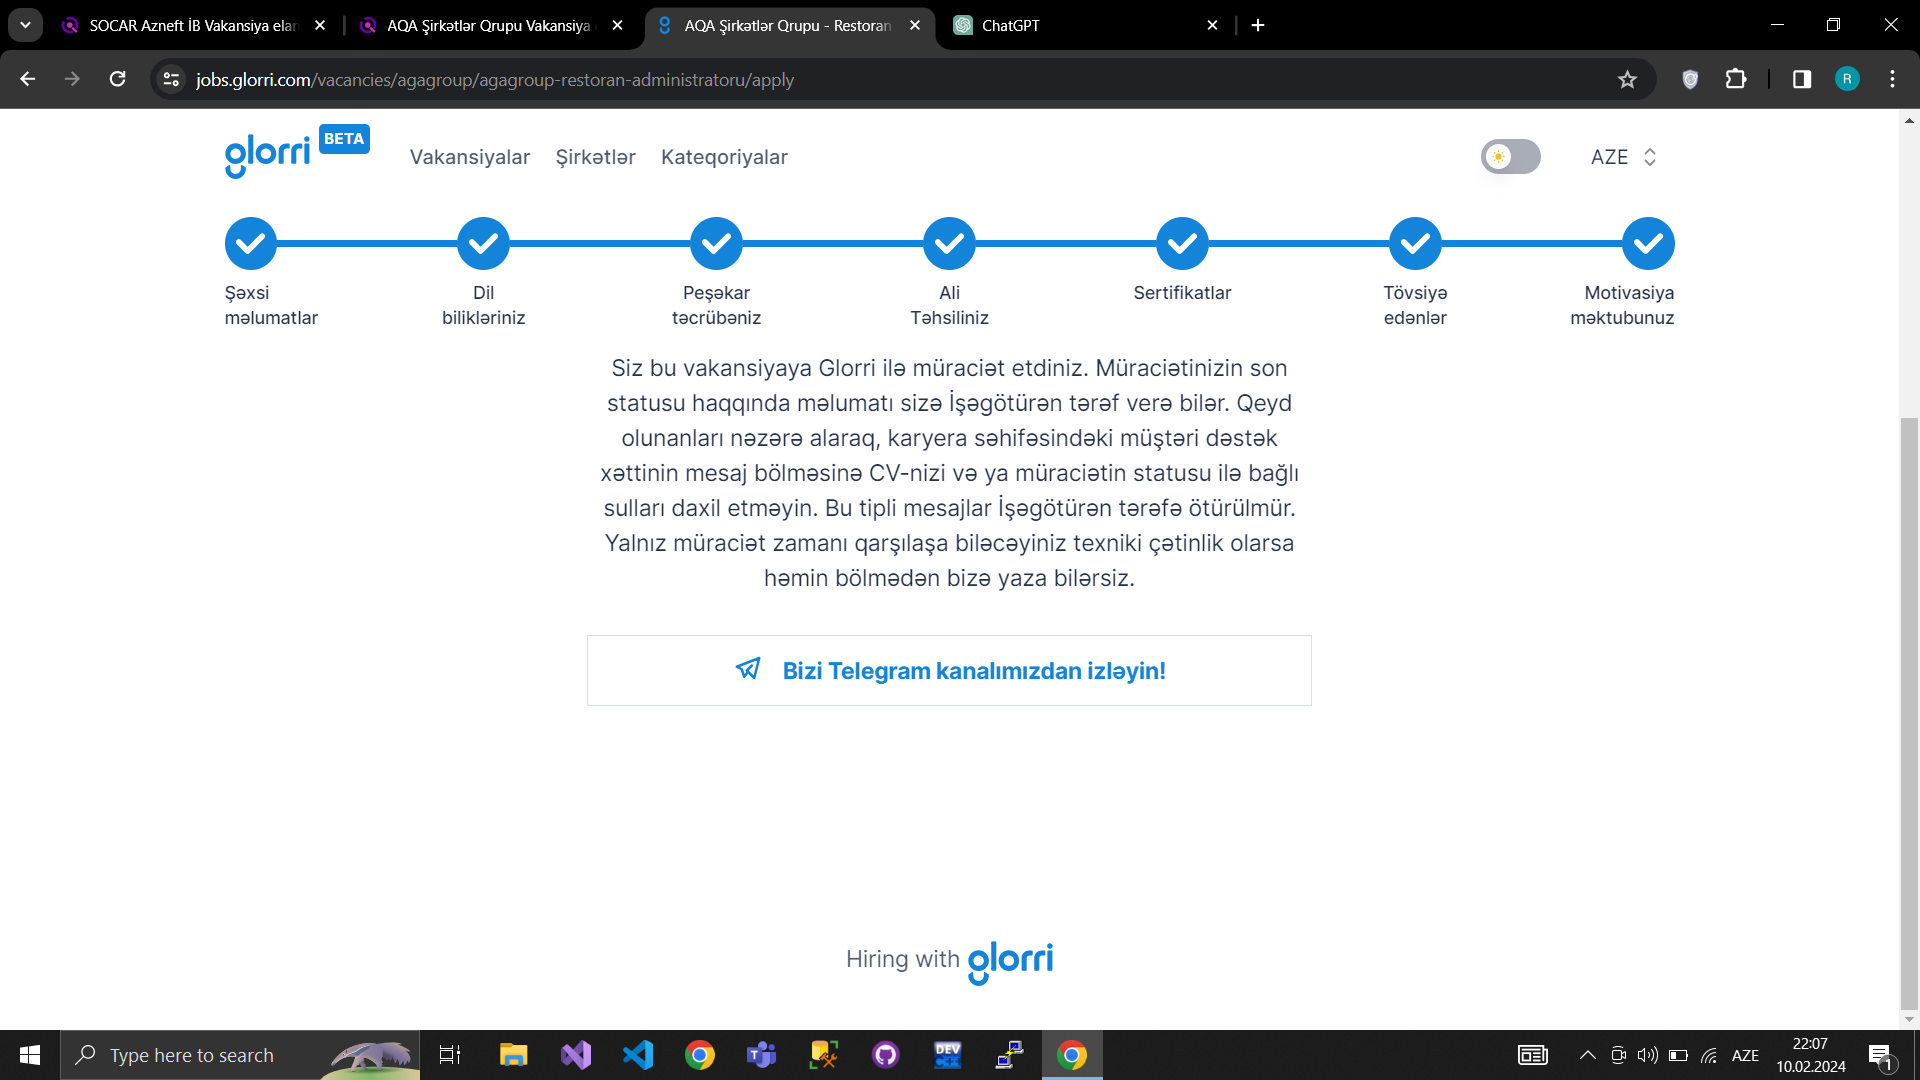 SOCAR Azneft İB Vakansiya elan
AQA Şirkətlər Qrupu Vakansiya
AQA Şirkətlər Qrupu - Restoran
ChatGPT
jobs.glorri.com/vacancies/agagroup/agagroup-restoran-administratoru/apply
R
glorri BETA
Vakansiyalar Şirkətlər Kateqoriyalar
AZE
Şəxsi
məlumatlar
Dil
bilikləriniz
Peşəkar
təcrübəniz
Ali
Təhsiliniz
Sertifikatlar
Tövsiyə
edənlər
Motivasiya
məktubunuz
Siz bu vakansiyaya Glorri ilə müraciət etdiniz. Müraciətinizin son
statusu haqqında məlumatı sizə İşəgötürən tərəf verə bilər. Qeyd
olunanları nəzərə alaraq, karyera səhifəsindəki müştəri dəstək
xəttinin mesaj bölməsinə CV-nizi və ya müraciətin statusu ilə bağlı
sulları daxil etməyin. Bu tipli mesajlar İşəgötürən tərəfə ötürülmür.
Yalnız müraciət zamanı qarşılaşa biləcəyiniz texniki çətinlik olarsa
həmin bölmədən bizə yaza bilərsiz.
Bizi Telegram kanalımızdan izləyin!
Hiring with glorri
Type here to search
DEV
C++
AZE
22:07
10.02.2024
1